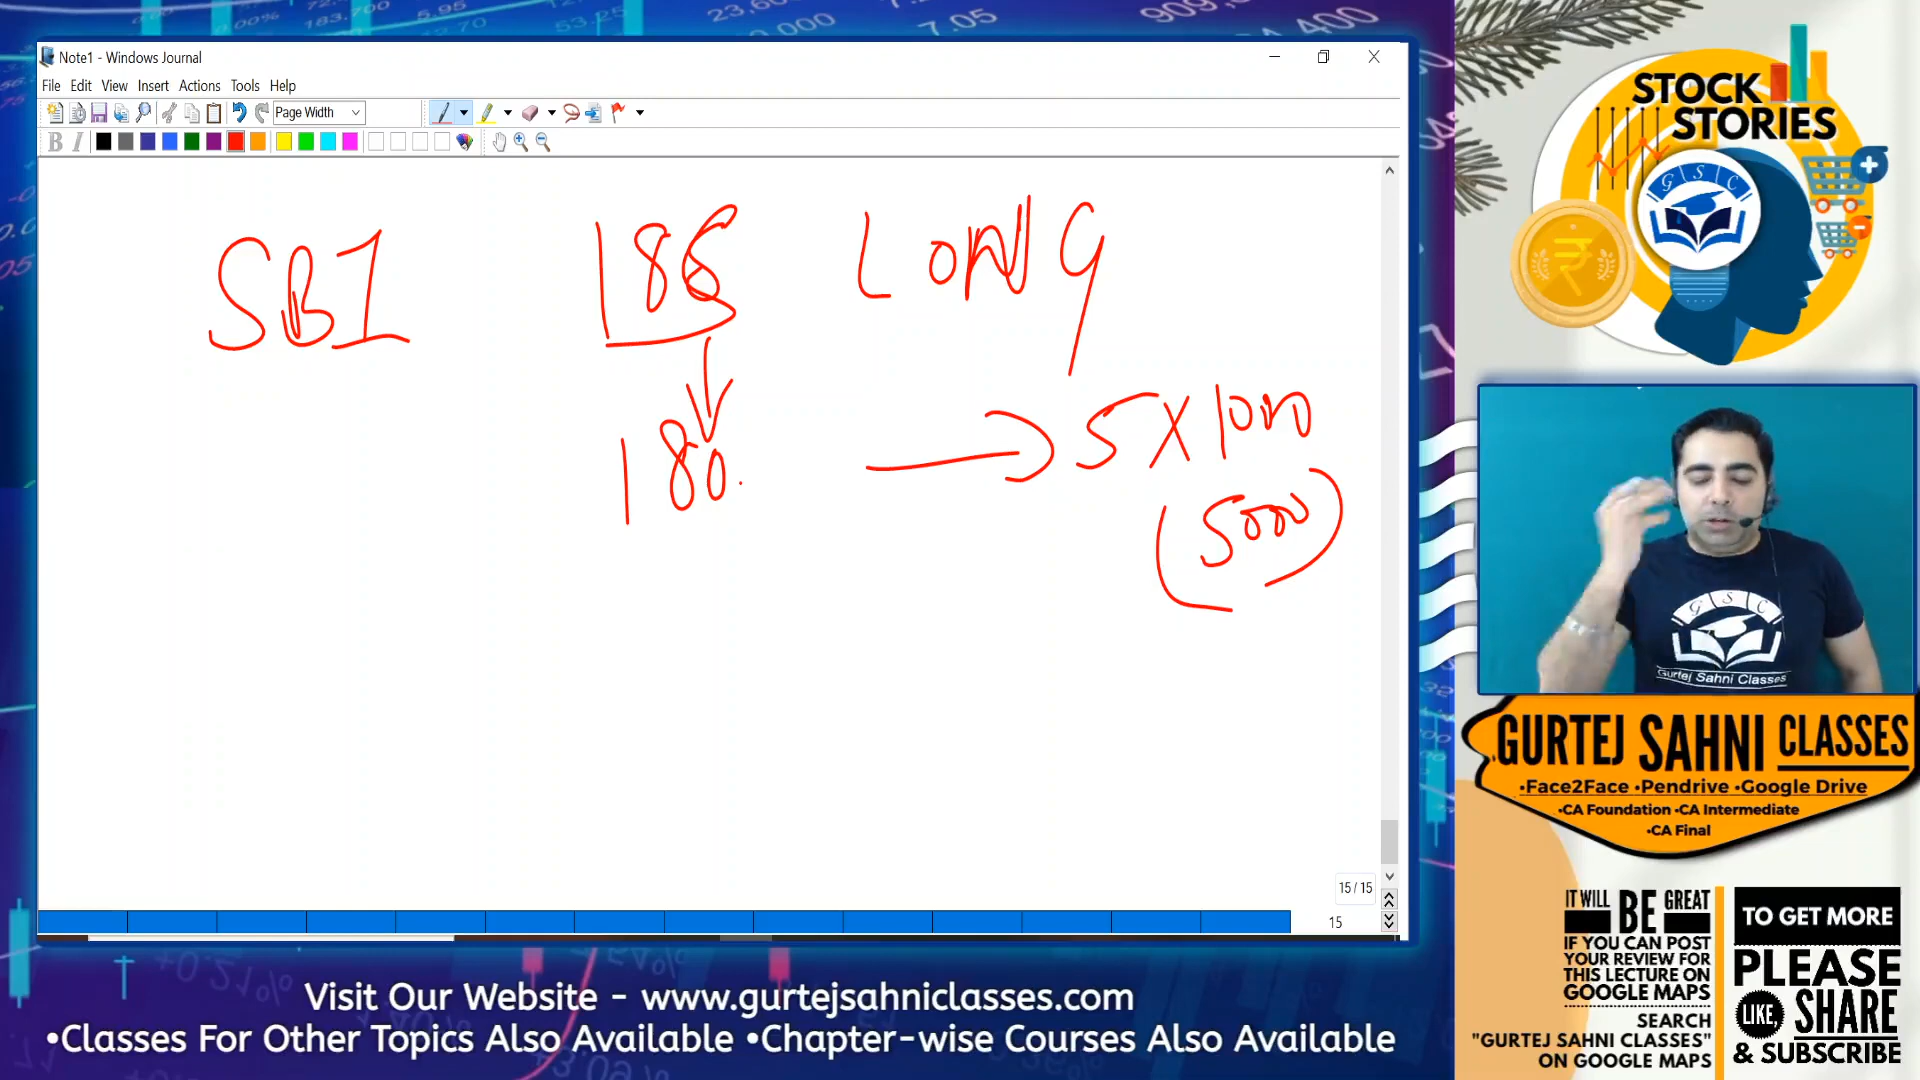 Note1 - Windows Journal
File Edit View Insert Actions Tools Help
Page Width
B I
SBI
LONG
180.
5 X 1000
(5000)
15 / 15
15
STOCK
STORIES
G S C
G S C
Gurtej Sahni Classes
GURTEJ SAHNI CLASSES
•Face2Face •Pendrive •Google Drive
•CA Foundation •CA Intermediate
•CA Final
IT WILL BE GREAT
IF YOU CAN POST
YOUR REVIEW FOR
THIS LECTURE ON
GOOGLE MAPS
SEARCH
"GURTEJ SAHNI CLASSES"
ON GOOGLE MAPS
TO GET MORE
PLEASE
LIKE, SHARE
& SUBSCRIBE
Visit Our Website - www.gurtejsahniclasses.com
•Classes For Other Topics Also Available •Chapter-wise Courses Also Available